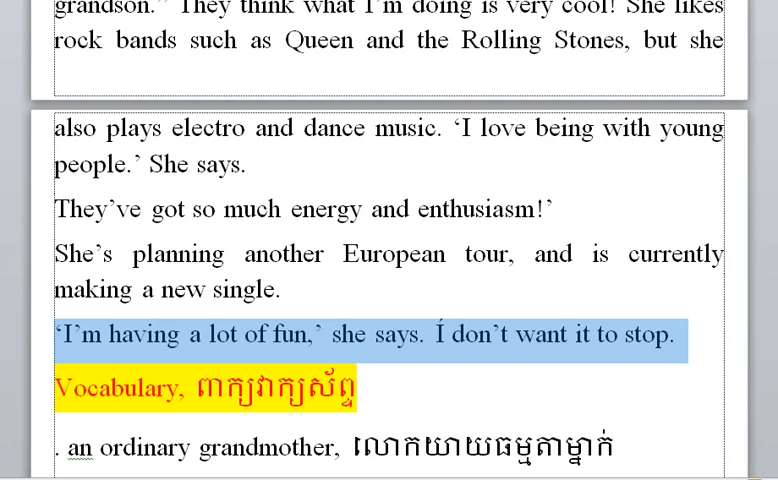 grandson.” They think what I’m doing is very cool! She likes
rock bands such as Queen and the Rolling Stones, but she
also plays electro and dance music. ‘I love being with young
people.’ She says.
They’ve got so much energy and enthusiasm!’
She’s planning another European tour, and is currently
making a new single.
‘I’m having a lot of fun,’ she says. Í don’t want it to stop.
Vocabulary, ពាក្យវាក្យស័ព្ទ
. an ordinary grandmother, លោកយាយធម្មតាម្នាក់